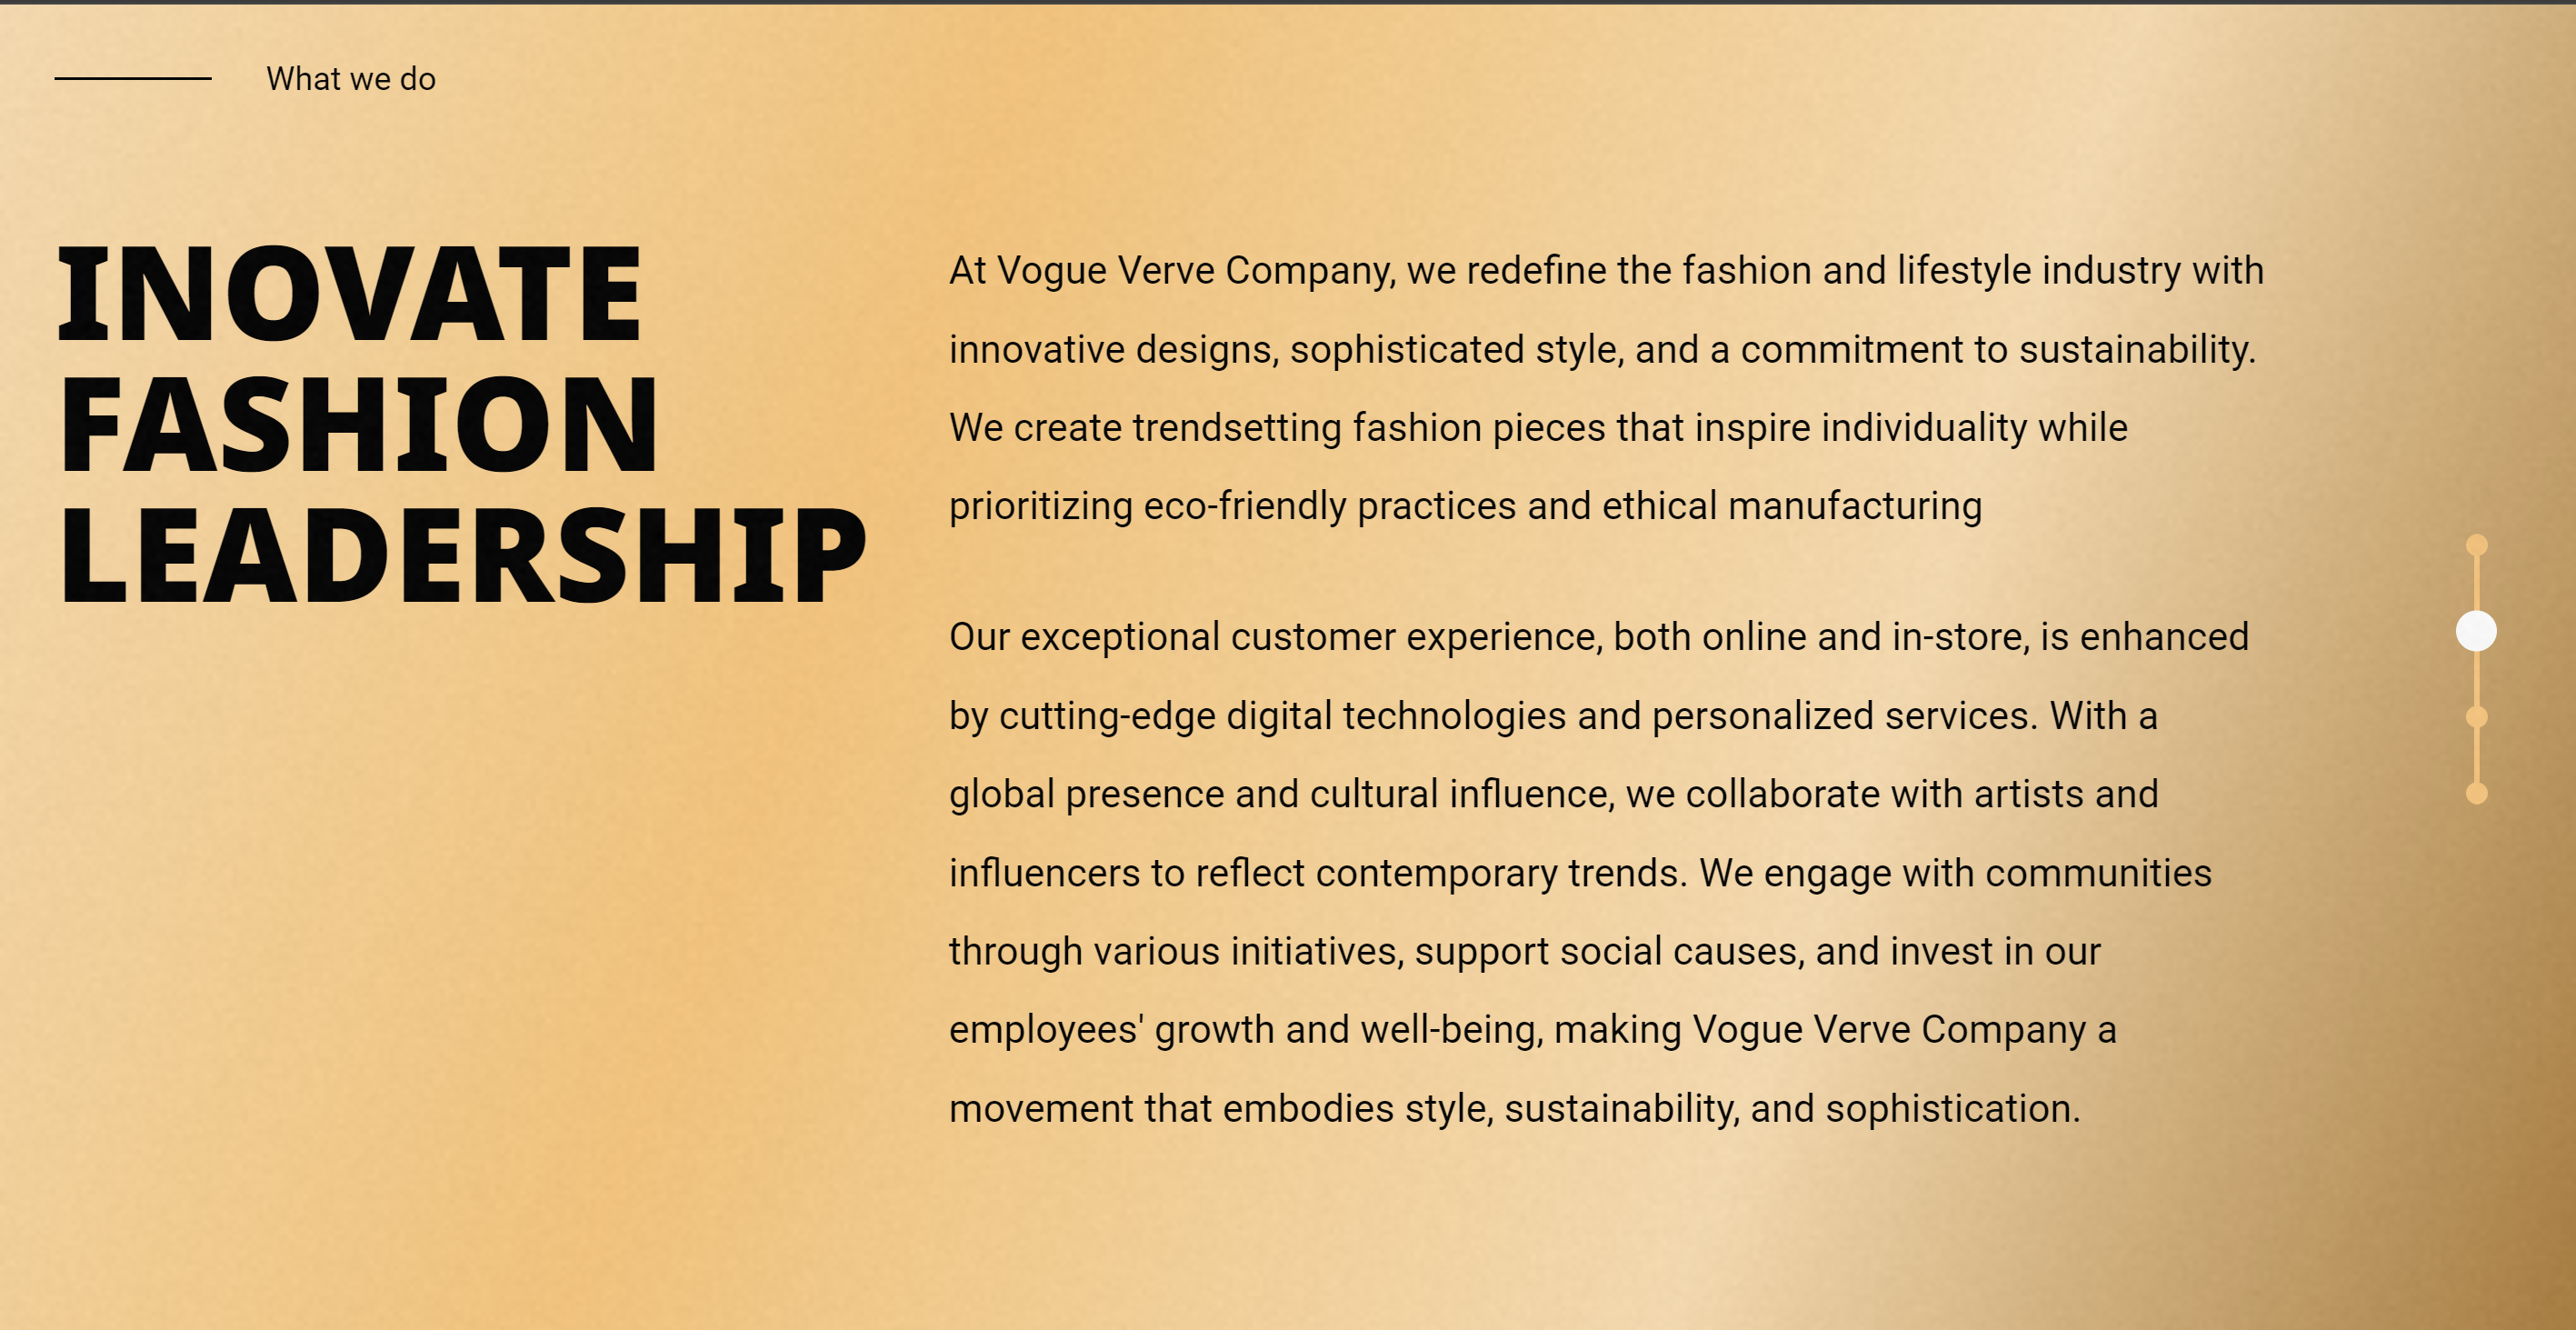 What we do
INOVATE
FASHION
LEADERSHIP
At Vogue Verve Company, we redefine the fashion and lifestyle industry with
innovative designs, sophisticated style, and a commitment to sustainability.
We create trendsetting fashion pieces that inspire individuality while
prioritizing eco-friendly practices and ethical manufacturing
Our exceptional customer experience, both online and in-store, is enhanced
by cutting-edge digital technologies and personalized services. With a
global presence and cultural influence, we collaborate with artists and
influencers to reflect contemporary trends. We engage with communities
through various initiatives, support social causes, and invest in our
employees' growth and well-being, making Vogue Verve Company a
movement that embodies style, sustainability, and sophistication.